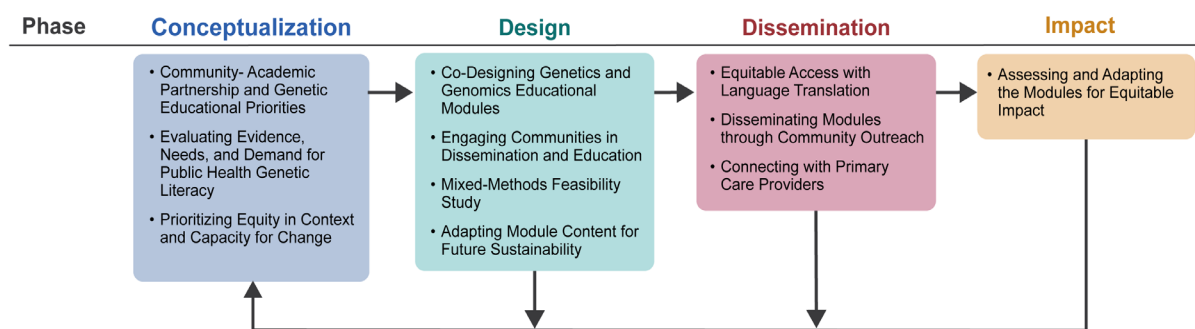 Phase
Conceptualization
Design
Dissemination
Impact
• Community- Academic
Partnership and Genetic
Educational Priorities
• Evaluating Evidence,
Needs, and Demand for
Public Health Genetic
Literacy
• Prioritizing Equity in Context
and Capacity for Change
• Co-Designing Genetics and
Genomics Educational
Modules
• Engaging Communities in
Dissemination and Education
• Mixed-Methods Feasibility
Study
• Adapting Module Content for
Future Sustainability
• Equitable Access with
Language Translation
• Disseminating Modules
through Community Outreach
• Connecting with Primary
Care Providers
• Assessing and Adapting
the Modules for Equitable
Impact